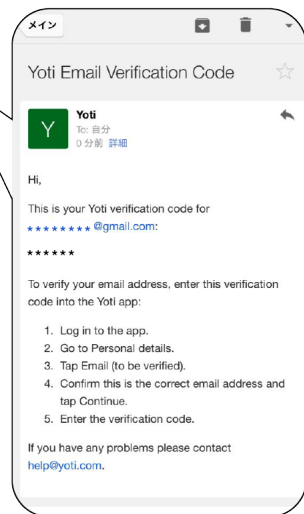 メイン
Yoti Email Verification Code
Y
Yoti
To: 自分
0 分前 詳細
Hi,
This is your Yoti verification code for
********@gmail.com:
******
To verify your email address, enter this verification
code into the Yoti app:
1. Log in to the app.
2. Go to Personal details.
3. Tap Email (to be verified).
4. Confirm this is the correct email address and
tap Continue.
5. Enter the verification code.
If you have any problems please contact
help@yoti.com.